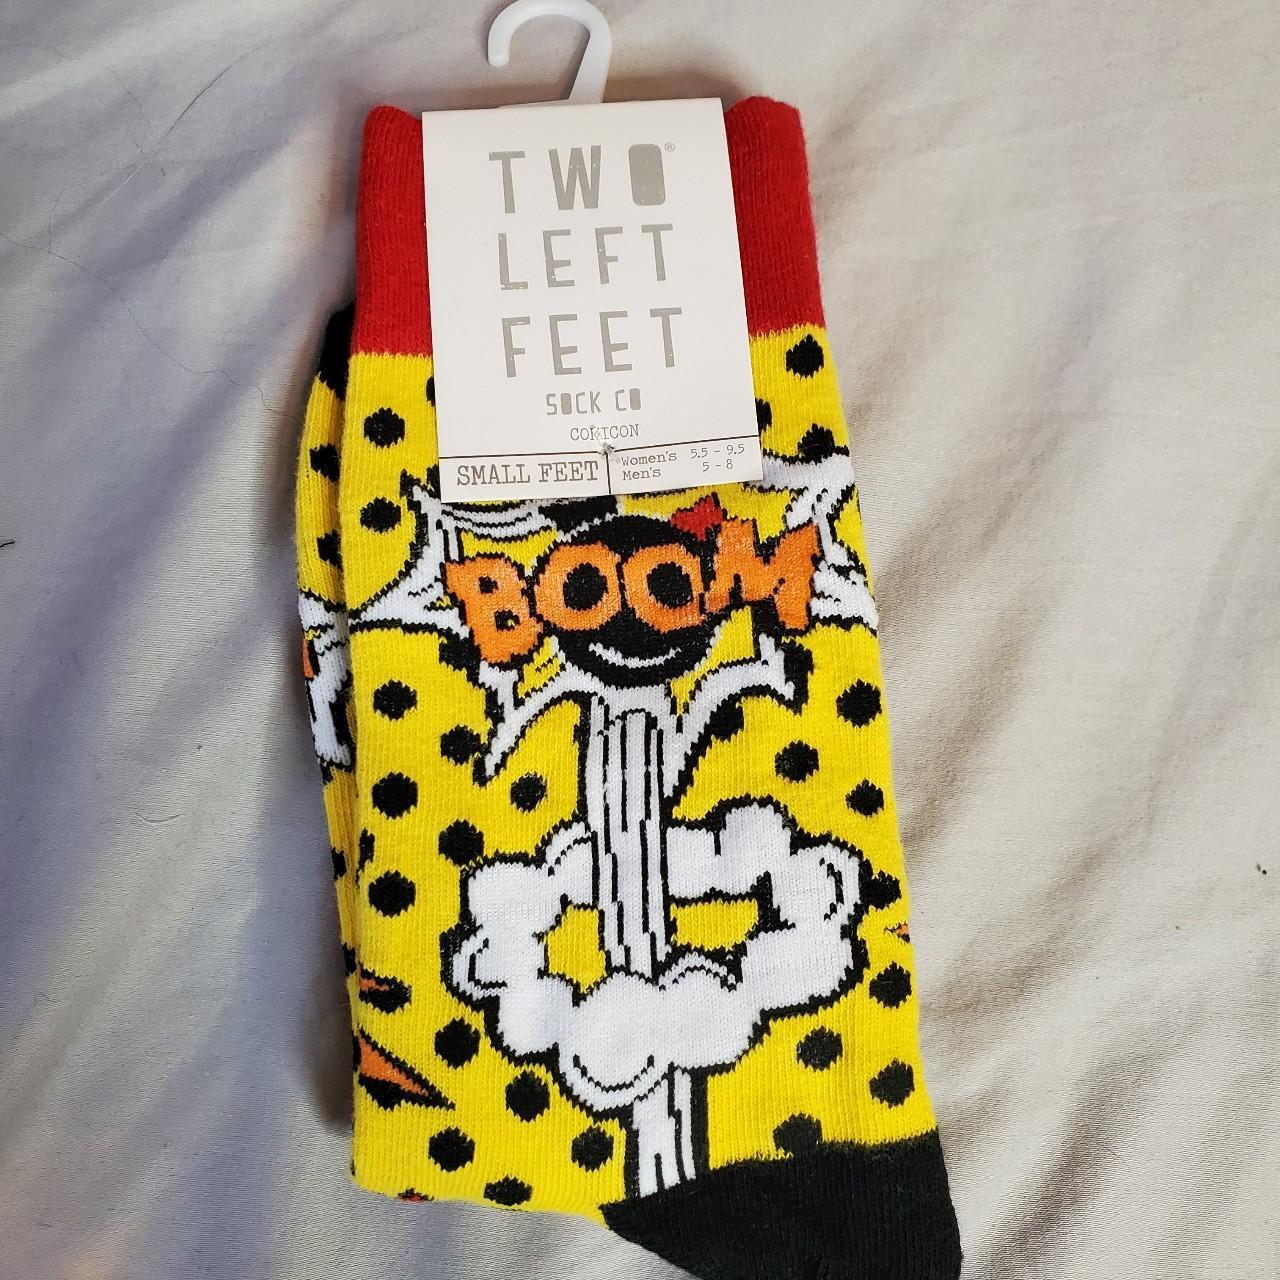 TWO®
LEFT
FEET
SOCK CO
COMICON
SMALL FEET
Women's 5.5 - 9.5
Men's 5 - 8
BOOM